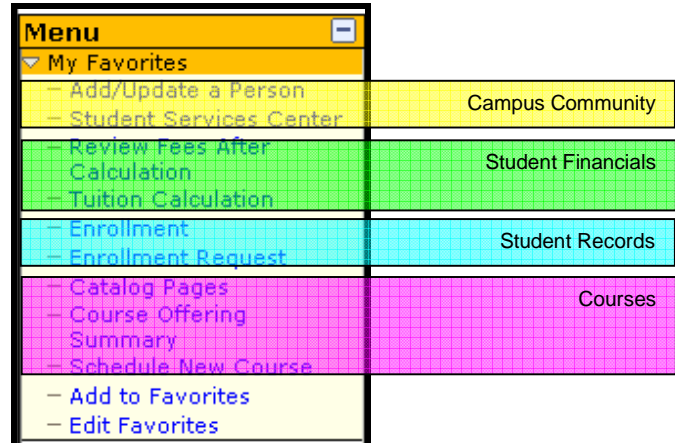 Menu
My Favorites
Add/Update a Person
Campus Community
Student Services Center
Review Fees After
Calculation
Student Financials
Tuition Calculation
Enrollment
Student Records
Enrollment Request
Catalog Pages
Courses
Course Offering
Summary
Schedule New Course
Add to Favorites
Edit Favorites